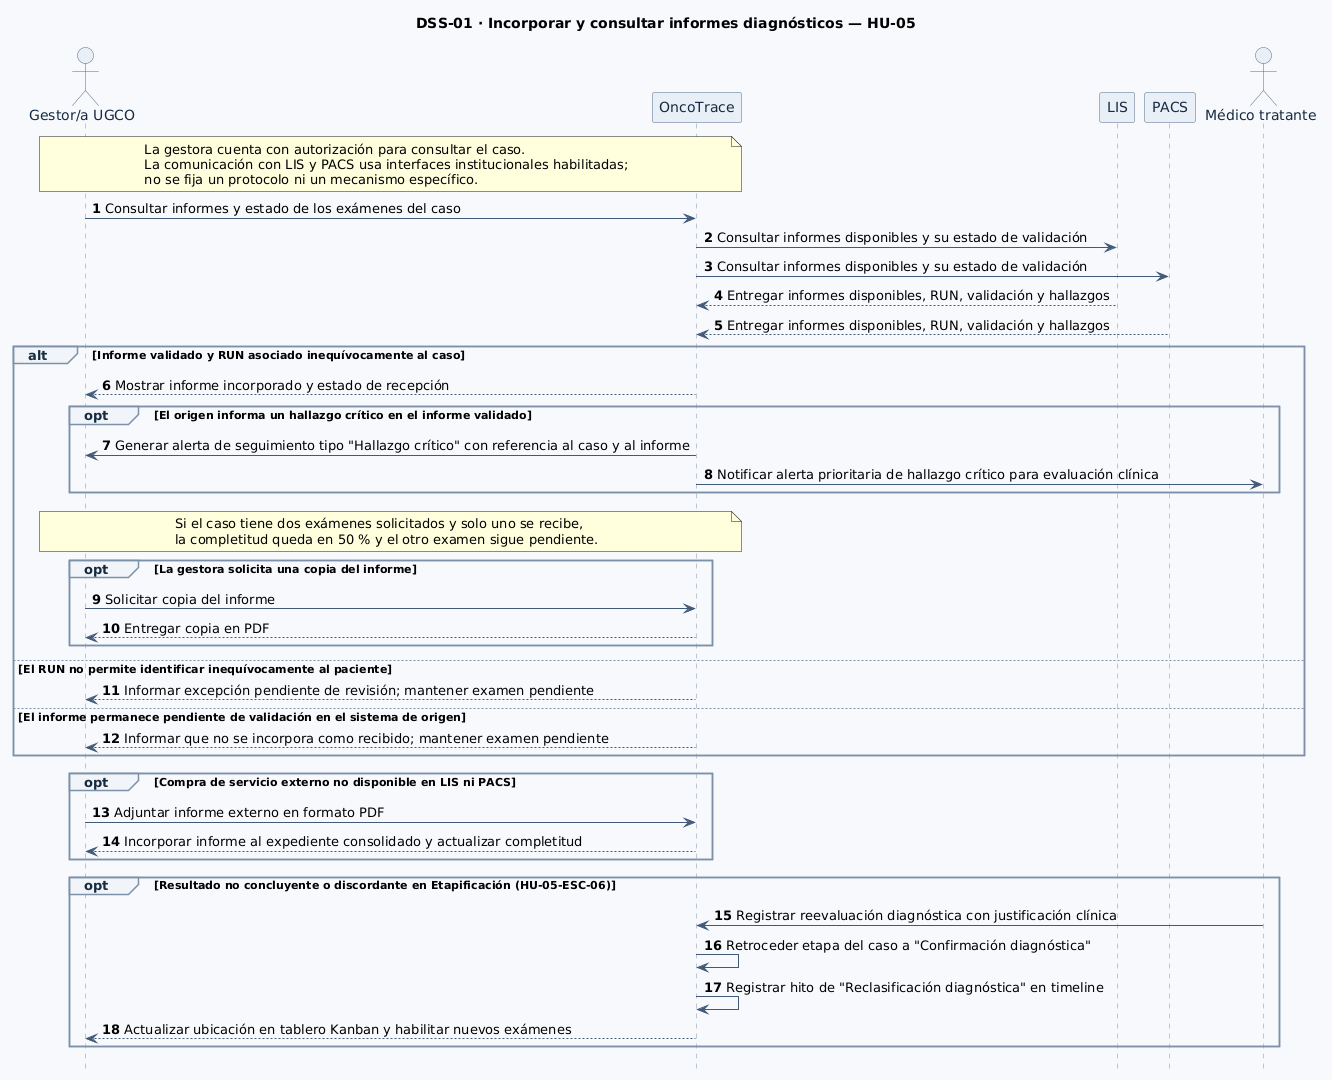 DSS-01 · Incorporar y consultar informes diagnósticos — HU-05
Gestor/a UGCO
OncoTrace
LIS
PACS
Médico tratante
La gestora cuenta con autorización para consultar el caso.
La comunicación con LIS y PACS usa interfaces institucionales habilitadas;
no se fija un protocolo ni un mecanismo específico.
1 Consultar informes y estado de los exámenes del caso
2 Consultar informes disponibles y su estado de validación
3 Consultar informes disponibles y su estado de validación
4 Entregar informes disponibles, RUN, validación y hallazgos
5 Entregar informes disponibles, RUN, validación y hallazgos
alt [Informe validado y RUN asociado inequívocamente al caso]
6 Mostrar informe incorporado y estado de recepción
opt [El origen informa un hallazgo crítico en el informe validado]
7 Generar alerta de seguimiento tipo "Hallazgo crítico" con referencia al caso y al informe
8 Notificar alerta prioritaria de hallazgo crítico para evaluación clínica
Si el caso tiene dos exámenes solicitados y solo uno se recibe,
la completitud queda en 50 % y el otro examen sigue pendiente.
opt [La gestora solicita una copia del informe]
9 Solicitar copia del informe
10 Entregar copia en PDF
[El RUN no permite identificar inequívocamente al paciente]
11 Informar excepción pendiente de revisión; mantener examen pendiente
[El informe permanece pendiente de validación en el sistema de origen]
12 Informar que no se incorpora como recibido; mantener examen pendiente
opt [Compra de servicio externo no disponible en LIS ni PACS]
13 Adjuntar informe externo en formato PDF
14 Incorporar informe al expediente consolidado y actualizar completitud
opt [Resultado no concluyente o discordante en Etapificación (HU-05-ESC-06)]
15 Registrar reevaluación diagnóstica con justificación clínica
16 Retroceder etapa del caso a "Confirmación diagnóstica"
17 Registrar hito de "Reclasificación diagnóstica" en timeline
18 Actualizar ubicación en tablero Kanban y habilitar nuevos exámenes